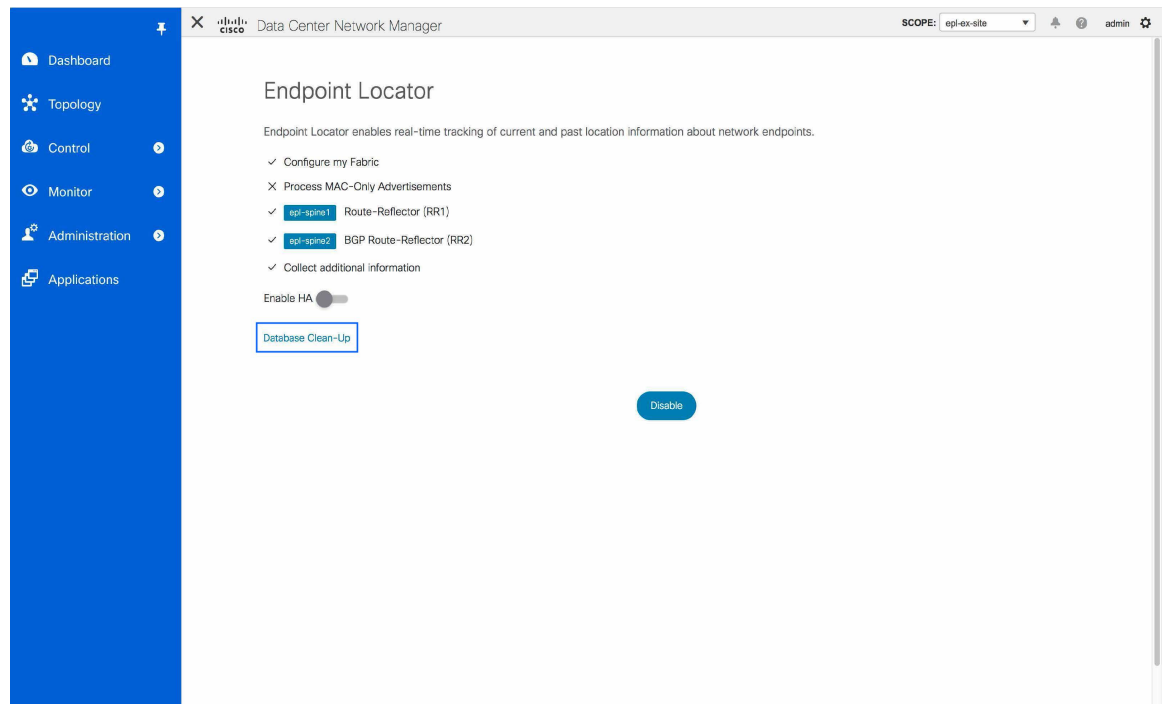 CISCO Data Center Network Manager
SCOPE: epl-ex-site admin
Dashboard
Topology
Control
Monitor
Administration
Applications
Endpoint Locator
Endpoint Locator enables real-time tracking of current and past location information about network endpoints.
Configure my Fabric
Process MAC-Only Advertisements
epl-spine1 Route-Reflector (RR1)
epl-spine2 BGP Route-Reflector (RR2)
Collect additional information
Enable HA
Database Clean-Up
Disable